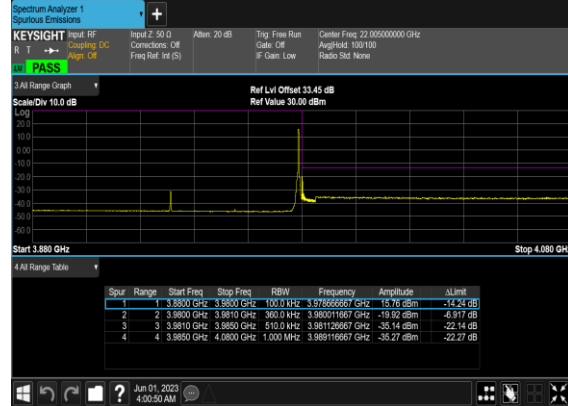 Spectrum Analyzer 1
Spurious Emissions
KEYSIGHT Input: RF Input Z: 50 Ω Atten: 20 dB Trig: Free Run Center Freq: 22.005000000 GHz
R T Coupling: DC Corrections: Off Gate: Off Avg|Hold: 100/100
Align: Off Freq Ref: Int (S) IF Gain: Low Radio Std: None
PASS
3 All Range Graph
Ref Lvl Offset 33.45 dB
Scale/Div 10.0 dB Ref Value 30.00 dBm
Log
20.0
10.0
0.00
-10.0
-20.0
-30.0
-40.0
-50.0
-60.0
Start 3.880 GHz Stop 4.080 GHz
4 All Range Table
Spur Range Start Freq Stop Freq RBW Frequency Amplitude ΔLimit
1 1 3.8800 GHz 3.9800 GHz 100.0 kHz 3.978666667 GHz 15.76 dBm -14.24 dB
2 2 3.9800 GHz 3.9810 GHz 360.0 kHz 3.980011667 GHz -19.92 dBm -6.917 dB
3 3 3.9810 GHz 3.9850 GHz 510.0 kHz 3.981126667 GHz -35.14 dBm -22.14 dB
4 4 3.9850 GHz 4.0800 GHz 1.000 MHz 3.989116667 GHz -35.27 dBm -22.27 dB
Jun 01, 2023
4:00:50 AM